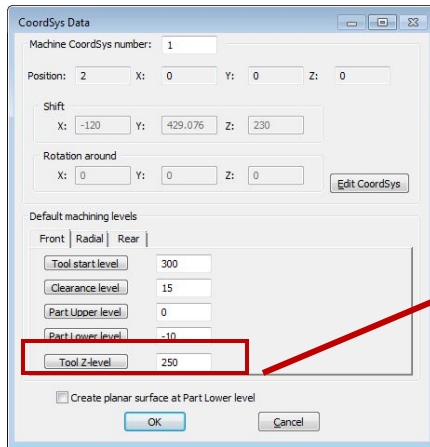 CoordSys Data
Machine CoordSys number: 1
Position: 2 X: 0 Y: 0 Z: 0
Shift
X: -120 Y: 429.076 Z: 230
Rotation around
X: 0 Y: 0 Z: 0
Edit CoordSys
Default machining levels
Front Radial Rear
Tool start level 300
Clearance level 15
Part Upper level 0
Part Lower level -10
Tool Z-level 250
Create planar surface at Part Lower level
OK Cancel